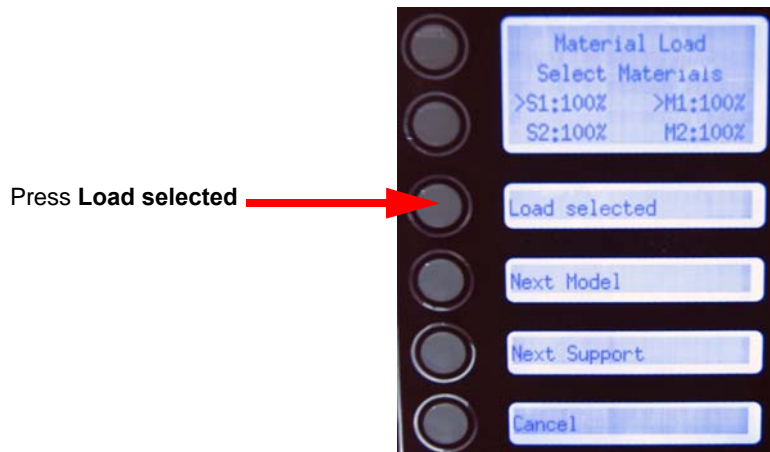 Material Load
Select Materials
>S1:100% >M1:100%
S2:100% M2:100%
Press Load selected
Load selected
Next Model
Next Support
Cancel